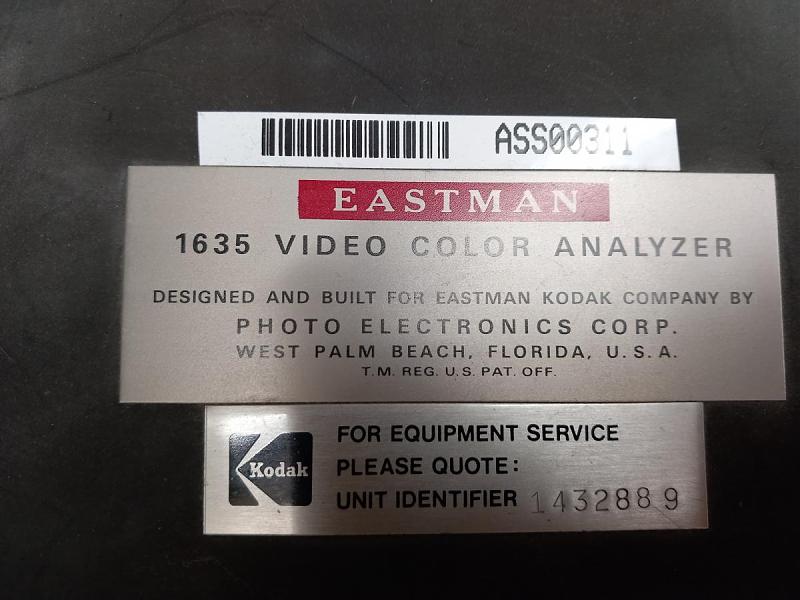 ASS00311
EASTMAN
1635 VIDEO COLOR ANALYZER
DESIGNED AND BUILT FOR EASTMAN KODAK COMPANY BY
PHOTO ELECTRONICS CORP.
WEST PALM BEACH, FLORIDA, U.S.A.
T.M. REG. U.S. PAT. OFF.
Kodak
FOR EQUIPMENT SERVICE
PLEASE QUOTE:
UNIT IDENTIFIER 1432889